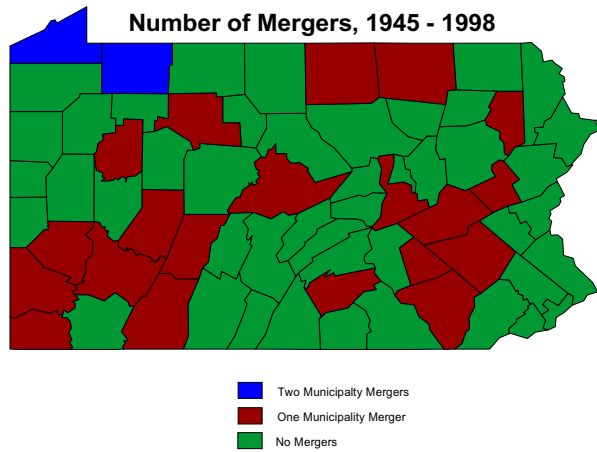 Number of Mergers, 1945 - 1998
Two Municipalty Mergers
One Municipality Merger
No Mergers